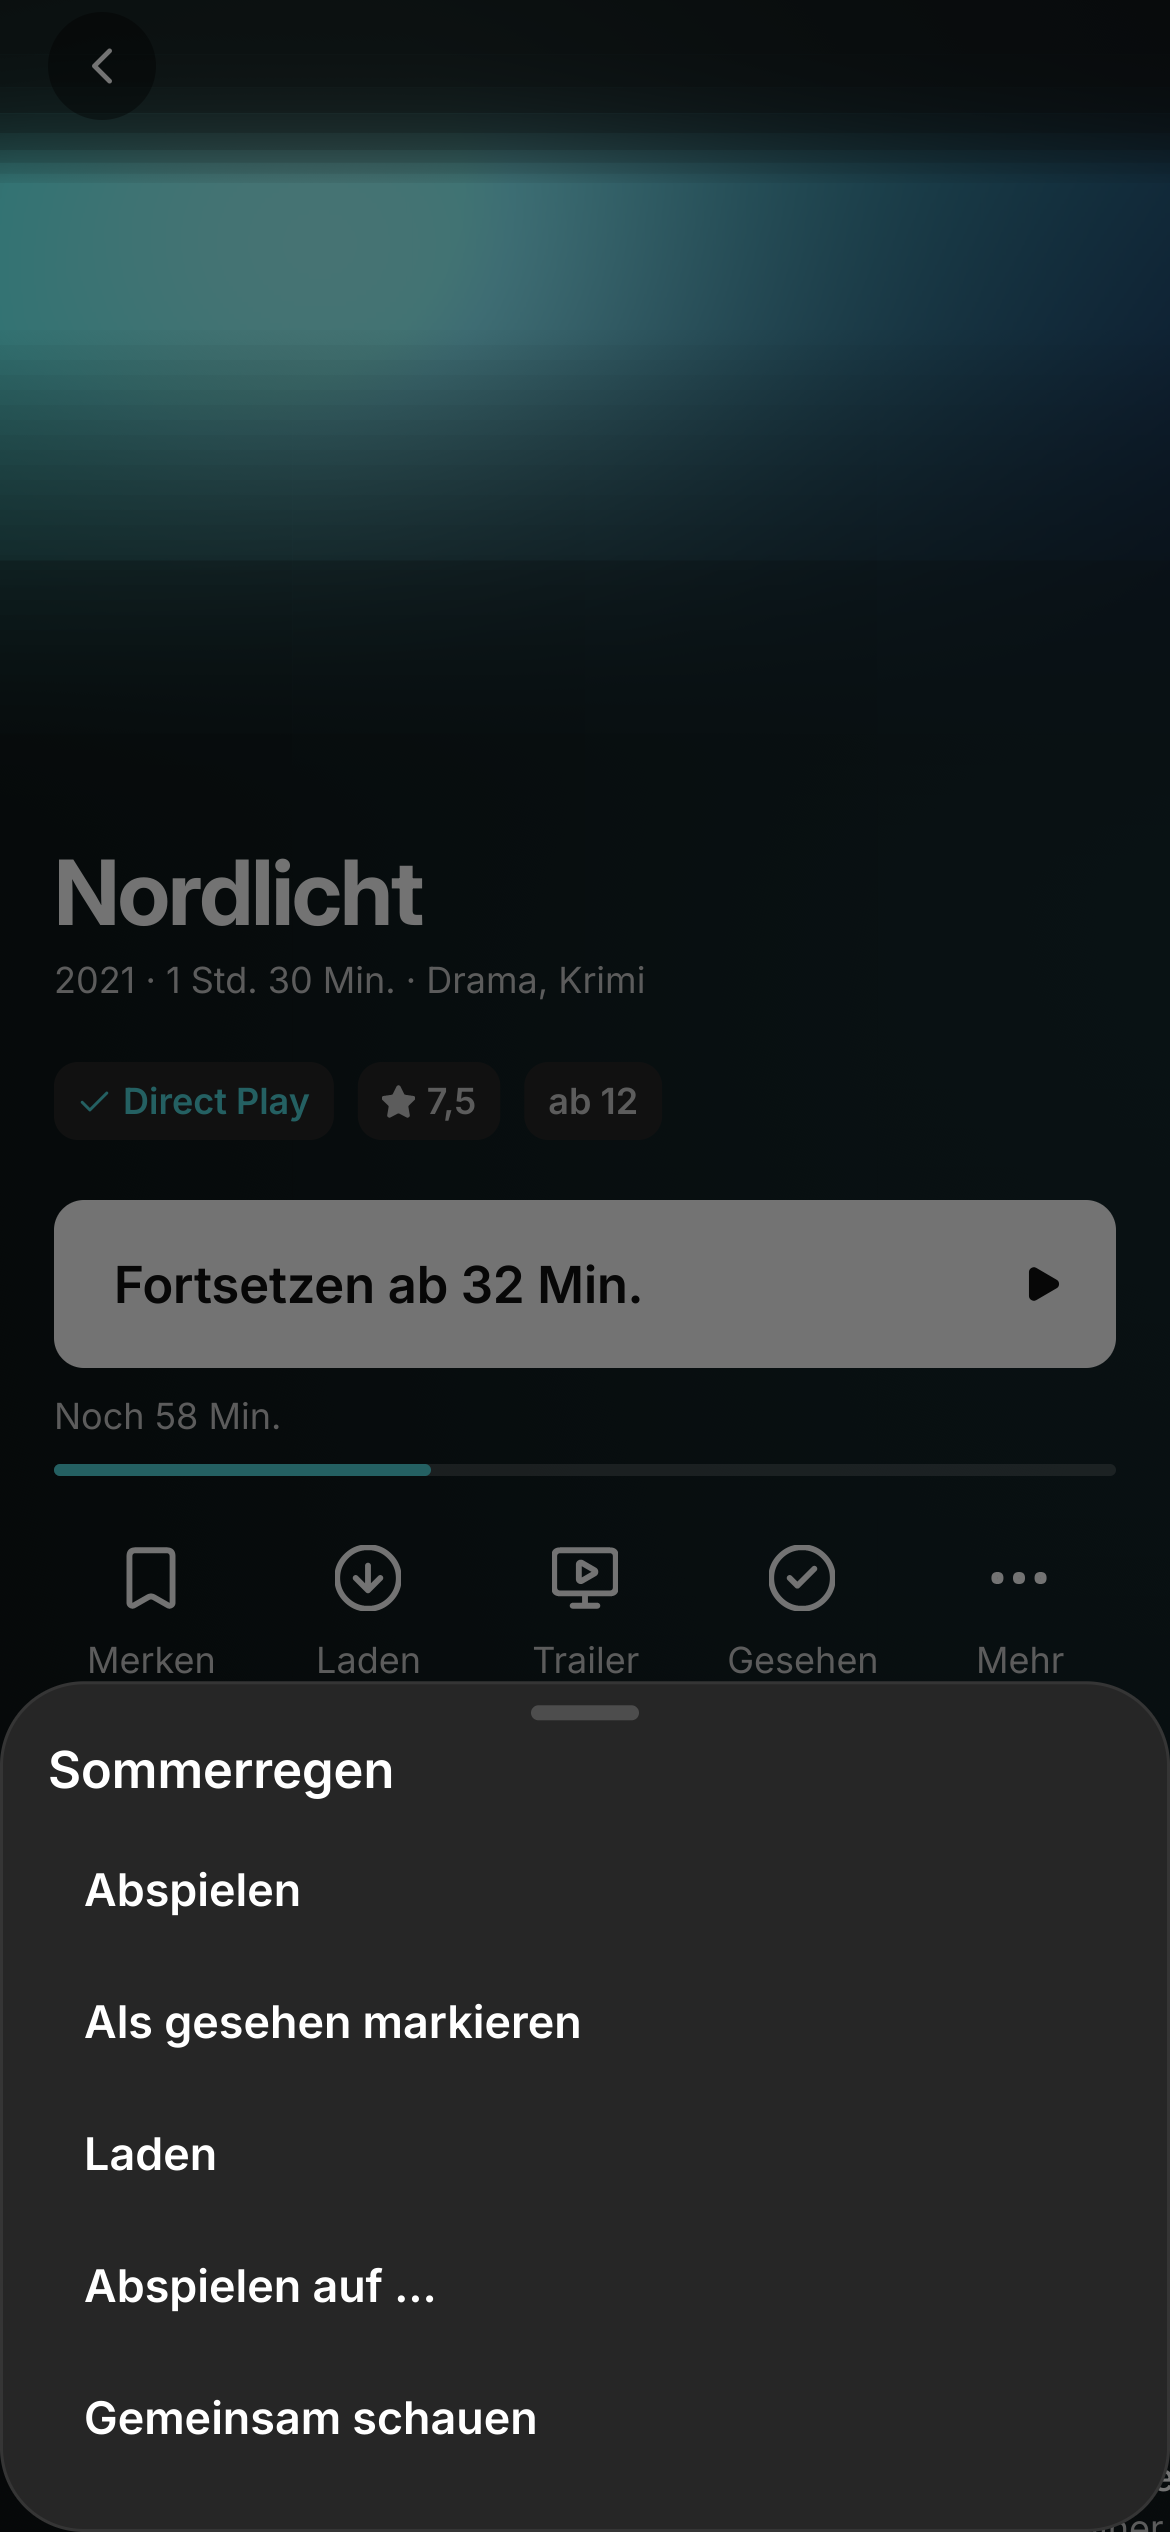 Nordlicht
2021 · 1 Std. 30 Min. · Drama, Krimi
Direct Play 7,5 ab 12
Fortsetzen ab 32 Min.
Noch 58 Min.
Merken Laden Trailer Gesehen Mehr
Sommerregen
Abspielen
Als gesehen markieren
Laden
Abspielen auf ...
Gemeinsam schauen